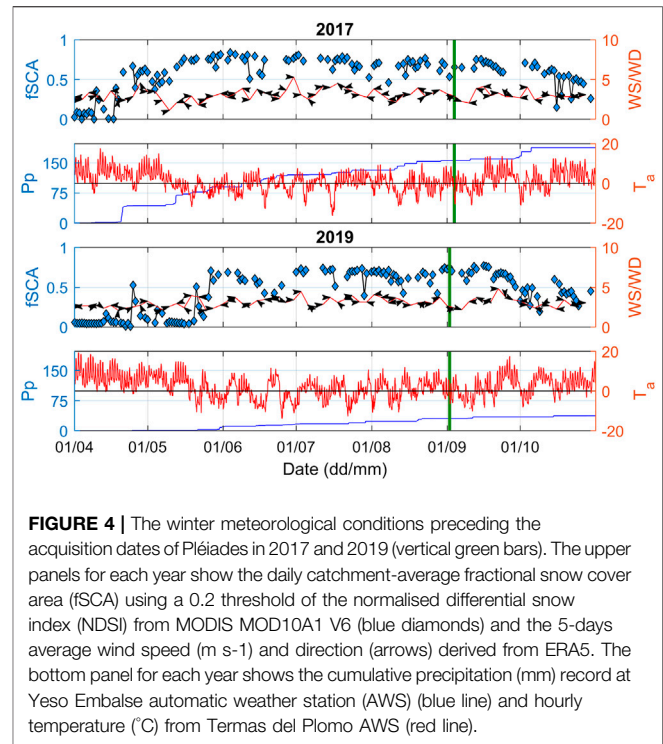 2017
1
0.5
0
fSCA
10
5
0
WS/WD
150
75
0
Pp
20
0
-20
Ta
2019
1
0.5
0
fSCA
10
5
0
WS/WD
150
75
0
Pp
20
0
-20
Ta
01/04 01/05 01/06 01/07 01/08 01/09 01/10
Date (dd/mm)
FIGURE 4 | The winter meteorological conditions preceding the
acquisition dates of Pléiades in 2017 and 2019 (vertical green bars). The upper
panels for each year show the daily catchment-average fractional snow cover
area (fSCA) using a 0.2 threshold of the normalised differential snow
index (NDSI) from MODIS MOD10A1 V6 (blue diamonds) and the 5-days
average wind speed (m s-1) and direction (arrows) derived from ERA5. The
bottom panel for each year shows the cumulative precipitation (mm) record at
Yeso Embalse automatic weather station (AWS) (blue line) and hourly
temperature (°C) from Termas del Plomo AWS (red line).